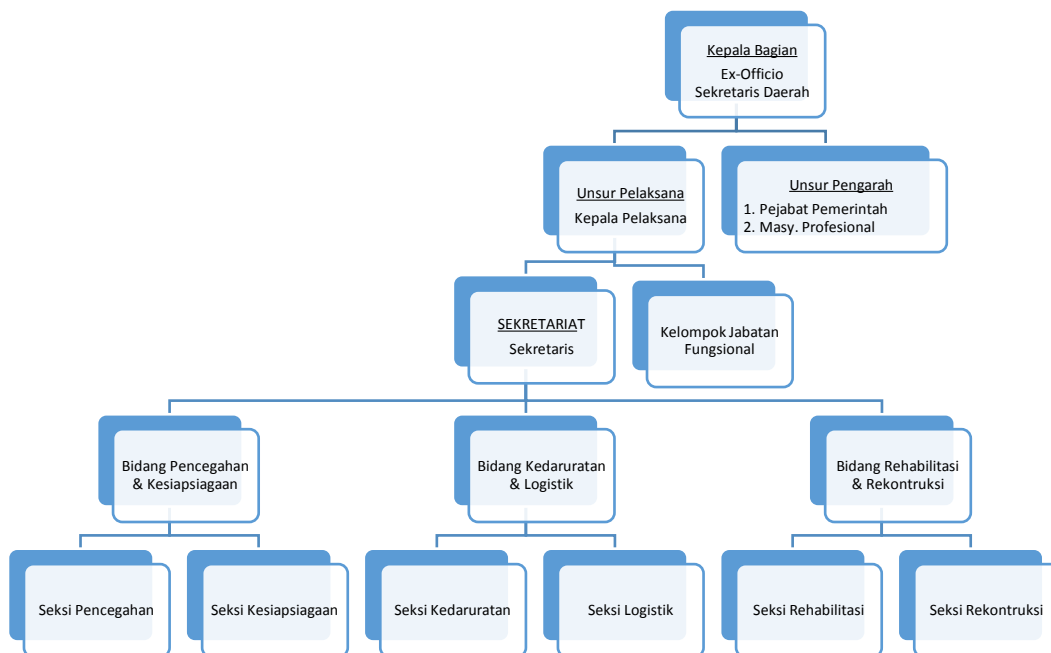 Kepala Bagian
Ex-Officio
Sekretaris Daerah
Unsur Pelaksana
Kepala Pelaksana
Unsur Pengarah
1. Pejabat Pemerintah
2. Masy. Profesional
SEKRETARIAT
Sekretaris
Kelompok Jabatan
Fungsional
Bidang Pencegahan
& Kesiapsiagaan
Bidang Kedaruratan
& Logistik
Bidang Rehabilitasi
& Rekontruksi
Seksi Pencegahan
Seksi Kesiapsiagaan
Seksi Kedaruratan
Seksi Logistik
Seksi Rehabilitasi
Seksi Rekontruksi